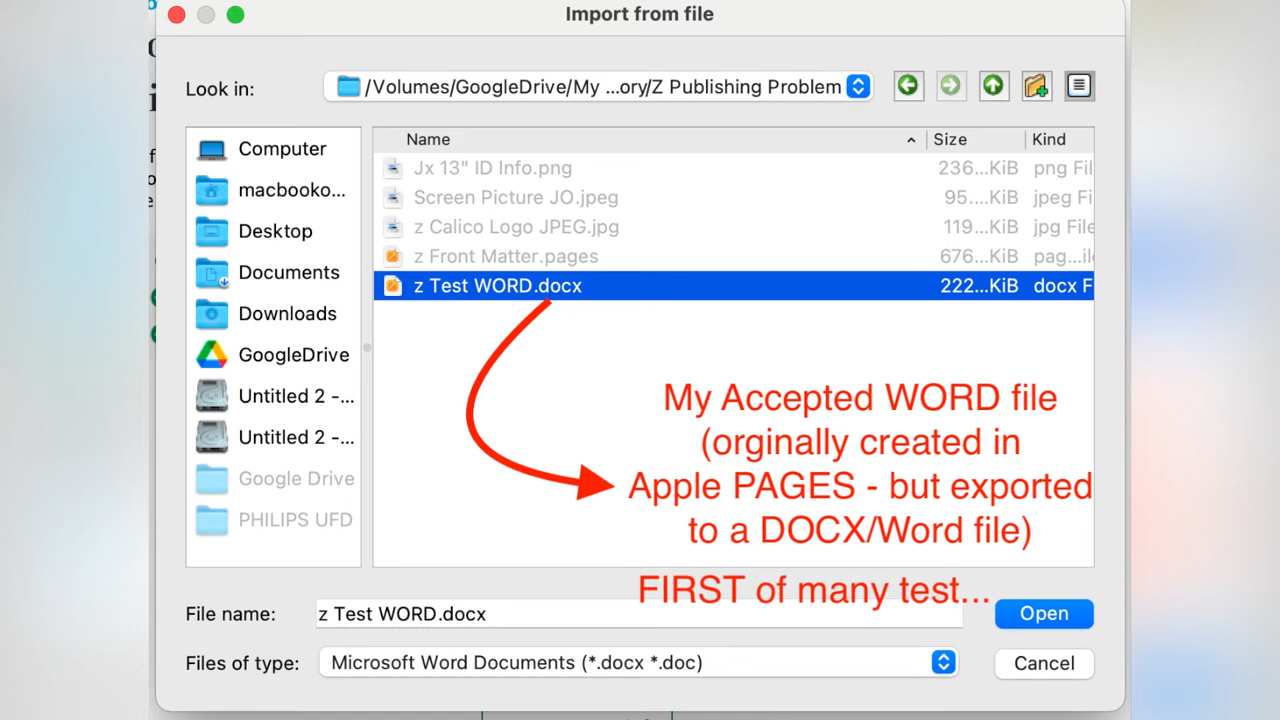 Import from file
Look in:
/Volumes/GoogleDrive/My ...ory/Z Publishing Problem
Computer
macbooko...
Desktop
Documents
Downloads
GoogleDrive
Untitled 2 –...
Untitled 2 –...
Google Drive
PHILIPS UFD
Name Size Kind
Jx 13" ID Info.png 236...KiB png Fil
Screen Picture JO.jpeg 95....KiB jpeg F
z Calico Logo JPEG.jpg 119...KiB jpg Fil
z Front Matter.pages 676...KiB pag...il
z Test WORD.docx 222...KiB docx F
My Accepted WORD file
(orginally created in
Apple PAGES - but exported
to a DOCX/Word file)
FIRST of many test...
File name: z Test WORD.docx Open
Files of type: Microsoft Word Documents (*.docx *.doc) Cancel